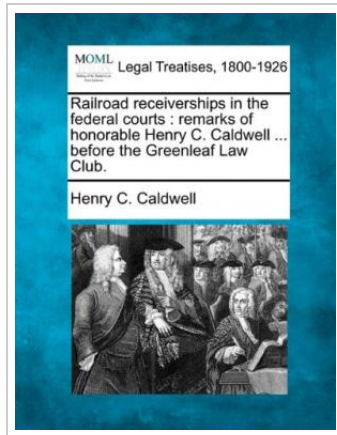 MOML
Legal Treatises, 1800-1926
Railroad receiverships in the
federal courts : remarks of
honorable Henry C. Caldwell ...
before the Greenleaf Law
Club.
Henry C. Caldwell